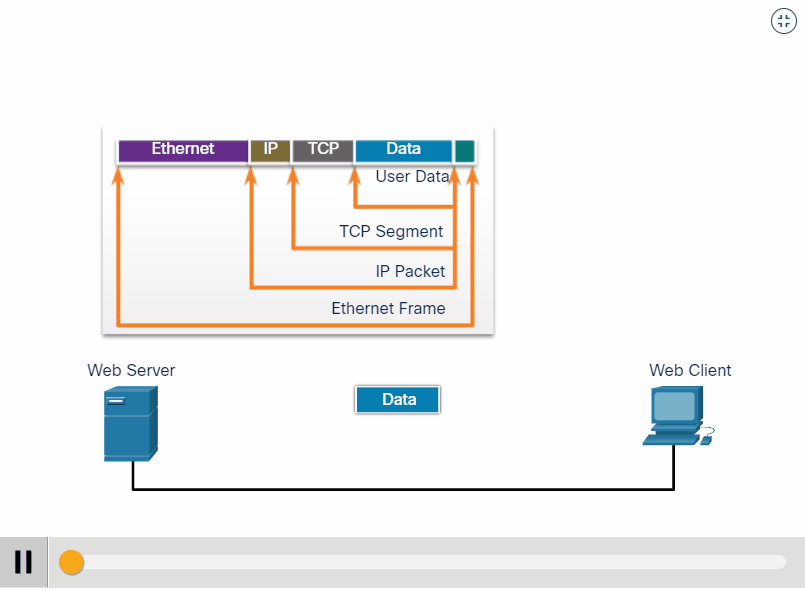 Ethernet IP TCP Data
User Data
TCP Segment
IP Packet
Ethernet Frame
Web Server Web Client
Data